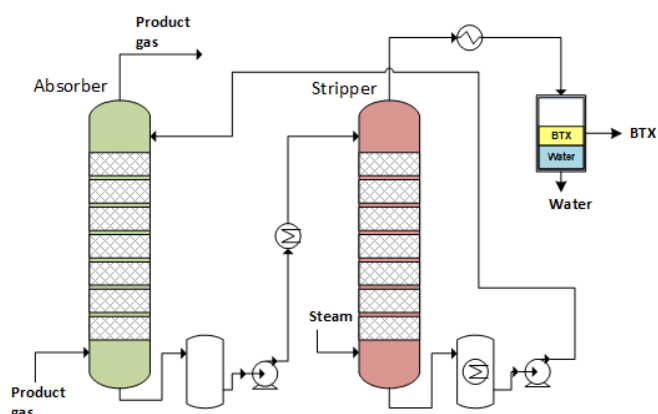 Product
gas
Absorber
Stripper
BTX
Water
BTX
Water
Steam
Product
gas